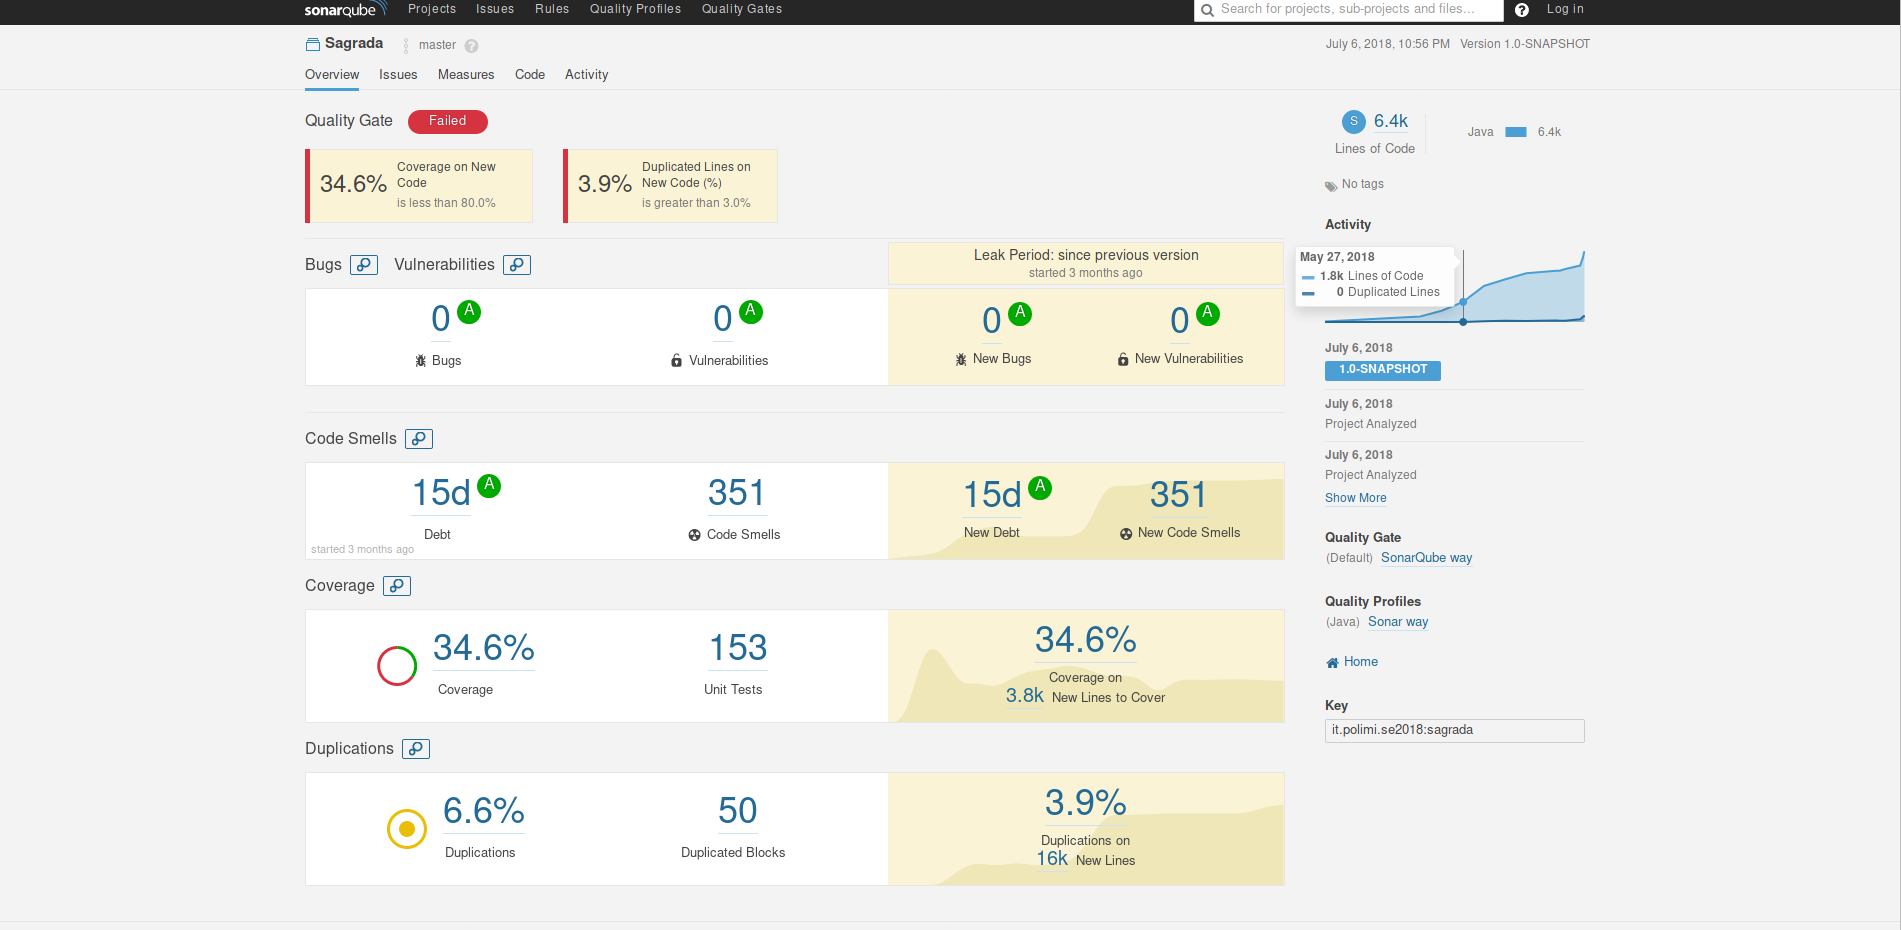 sonarqube Projects Issues Rules Quality Profiles Quality Gates Search for projects, sub-projects and files... ? Log in
Sagrada master ? July 6, 2018, 10:56 PM Version 1.0-SNAPSHOT
Overview Issues Measures Code Activity
Quality Gate Failed
34.6% Coverage on New
Code
is less than 80.0%
3.9% Duplicated Lines on
New Code (%)
is greater than 3.0%
Bugs Vulnerabilities
Leak Period: since previous version
started 3 months ago
0 A
Bugs
0 A
Vulnerabilities
0 A
New Bugs
0 A
New Vulnerabilities
Code Smells
15d A
Debt
started 3 months ago
351
Code Smells
15d A
New Debt
351
New Code Smells
Coverage
34.6%
Coverage
153
Unit Tests
34.6%
Coverage on
3.8k New Lines to Cover
Duplications
6.6%
Duplications
50
Duplicated Blocks
3.9%
Duplications on
16k New Lines
S 6.4k
Lines of Code
Java 6.4k
No tags
Activity
May 27, 2018
1.8k Lines of Code
0 Duplicated Lines
July 6, 2018
1.0-SNAPSHOT
July 6, 2018
Project Analyzed
July 6, 2018
Project Analyzed
Show More
Quality Gate
(Default) SonarQube way
Quality Profiles
(Java) Sonar way
Home
Key
it.polimi.se2018:sagrada